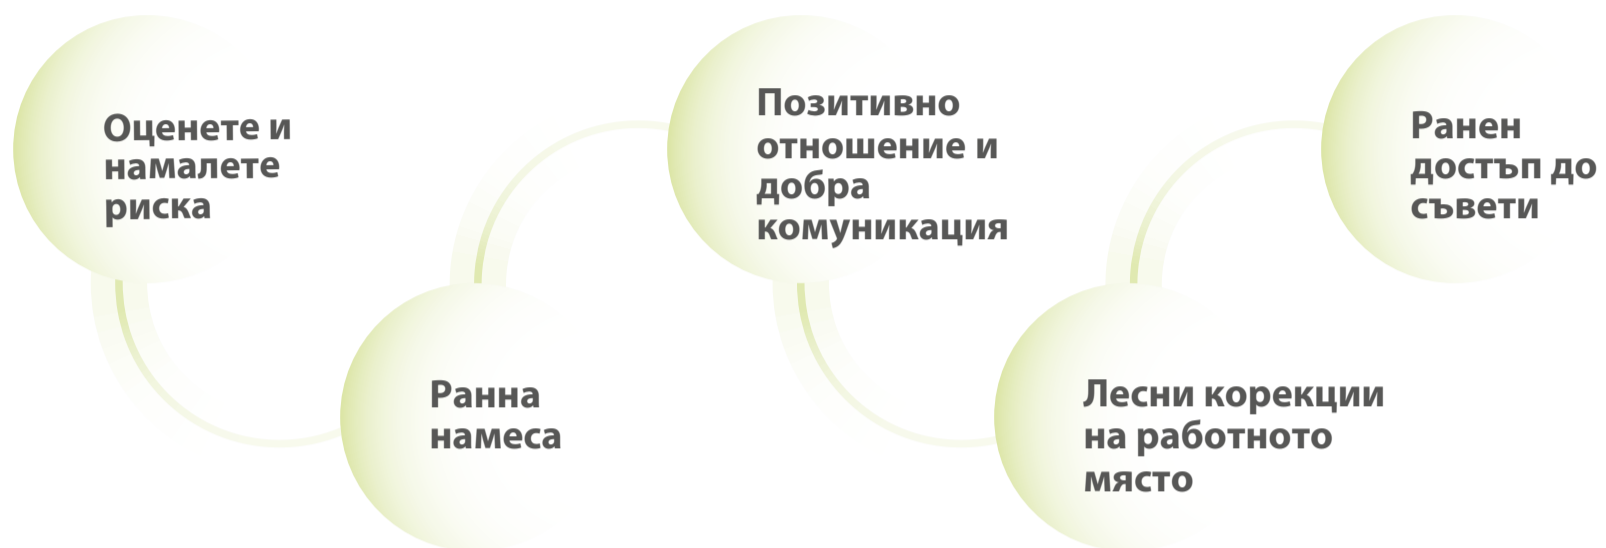 Оценете и
намалете
риска
Ранна
намеса
Позитивно
отношение и
добра
комуникация
Лесни корекции
на работното
място
Ранен
достъп до
съвети